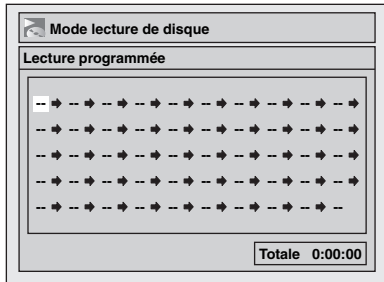 Mode lecture de disque
Lecture programmée
-- ➔ -- ➔ -- ➔ -- ➔ -- ➔ -- ➔ -- ➔ -- ➔ -- ➔ -- ➔
-- ➔ -- ➔ -- ➔ -- ➔ -- ➔ -- ➔ -- ➔ -- ➔ -- ➔ -- ➔
-- ➔ -- ➔ -- ➔ -- ➔ -- ➔ -- ➔ -- ➔ -- ➔ -- ➔ -- ➔
-- ➔ -- ➔ -- ➔ -- ➔ -- ➔ -- ➔ -- ➔ -- ➔ -- ➔ -- ➔
-- ➔ -- ➔ -- ➔ -- ➔ -- ➔ -- ➔ -- ➔ -- ➔ -- ➔ --
Totale 0:00:00